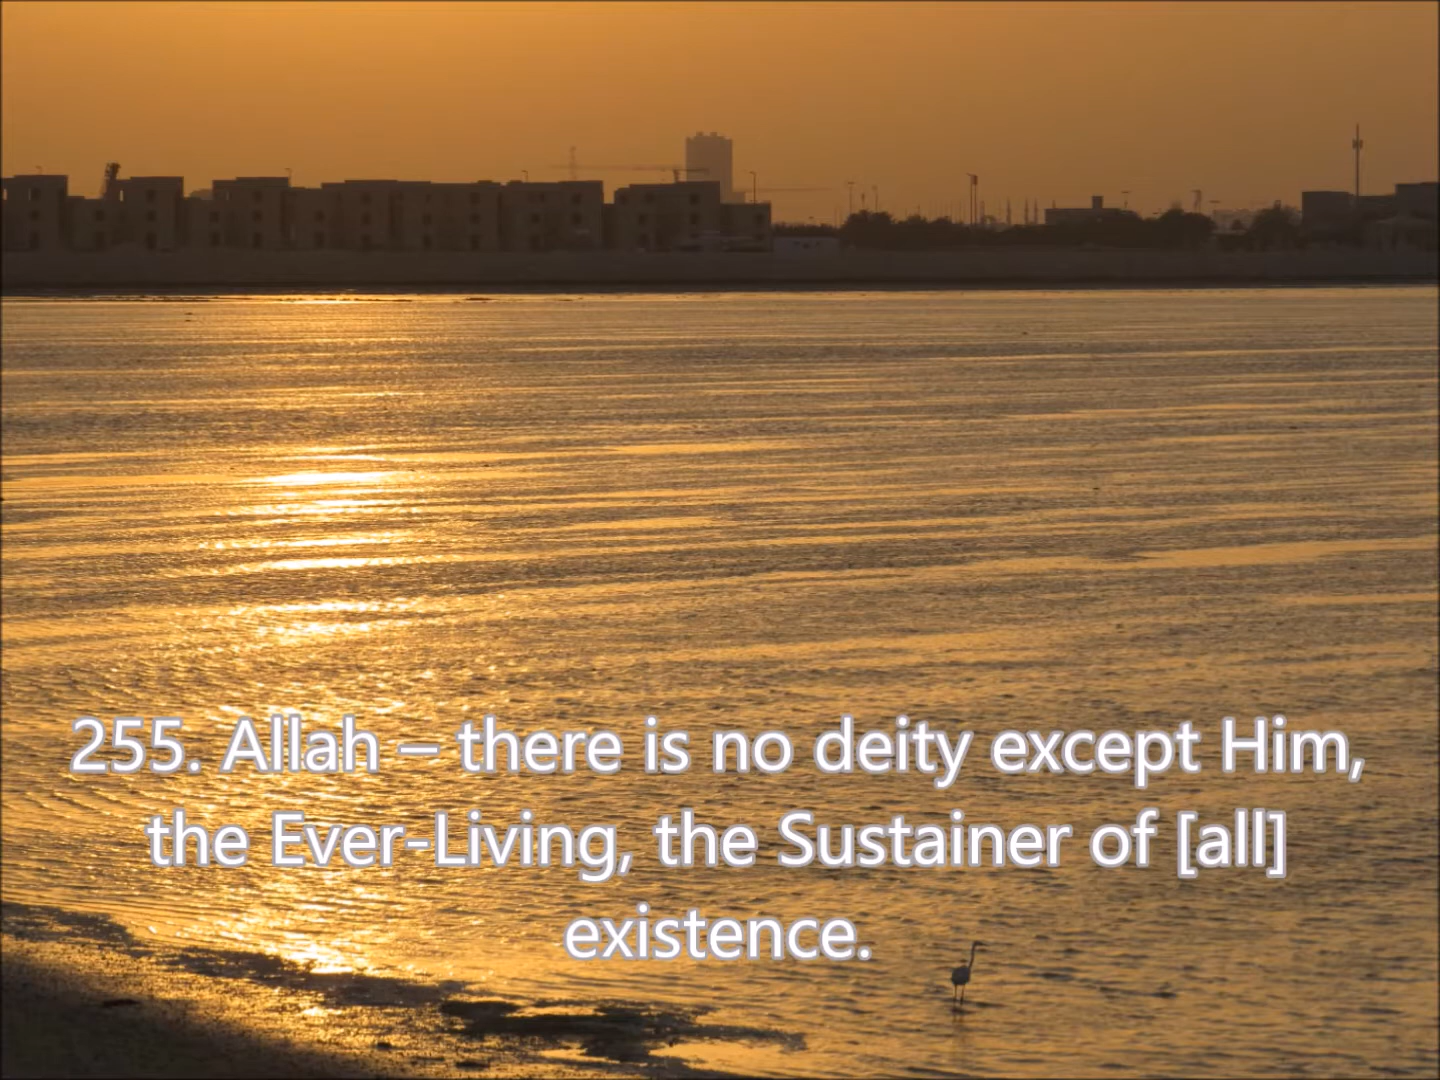 255. Allah – there is no deity except Him,
the Ever-Living, the Sustainer of [all]
existence.